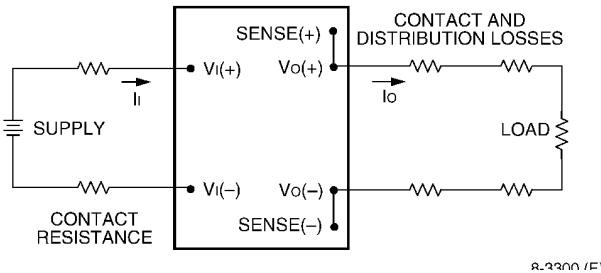 CONTACT AND
DISTRIBUTION LOSSES
SENSE(+)
VI(+)
VO(+)
II
IO
SUPPLY
LOAD
VI(–)
VO(–)
CONTACT
RESISTANCE
SENSE(–)